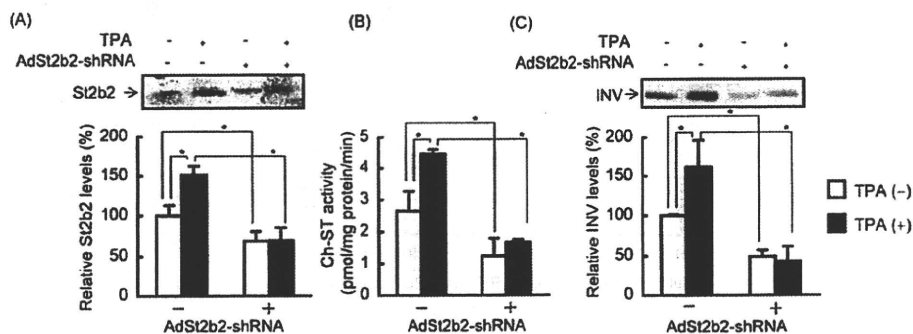 (A)
TPA - + - +
AdSt2b2-shRNA - - + +
St2b2
Relative St2b2 levels (%)
200
150
100
50
0
*
*
*
- +
AdSt2b2-shRNA
(B)
Ch-ST activity
(pmol/mg protein/min)
5
4
3
2
1
0
*
*
*
- +
AdSt2b2-shRNA
(C)
TPA - + - +
AdSt2b2-shRNA - - + +
INV
Relative INV levels (%)
200
150
100
50
0
*
*
*
- +
AdSt2b2-shRNA
TPA (-)
TPA (+)